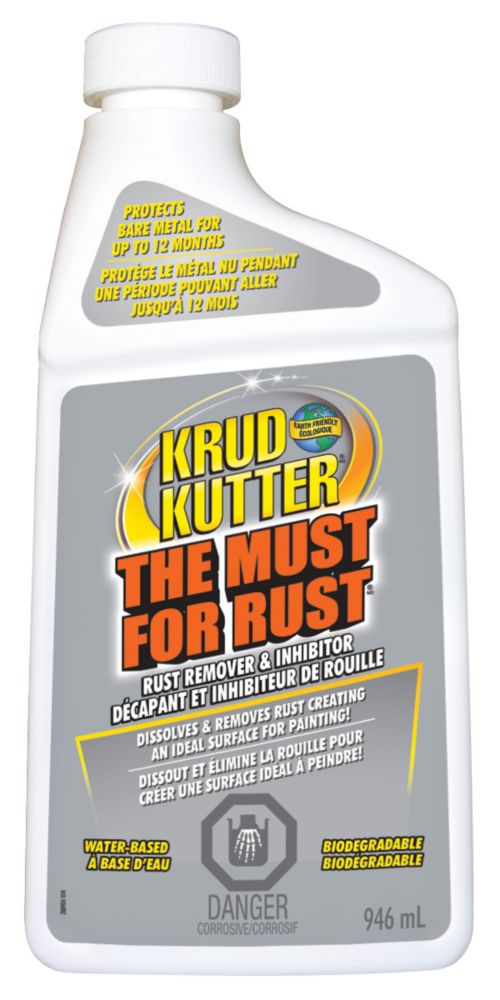 PROTECTS
BARE METAL FOR
UP TO 12 MONTHS
PROTÉGE LE MÉTAL NU PENDANT
UNE PÉRIODE POUVANT ALLER
JUSQU'À 12 MOIS
EARTH FRIENDLY
ÉCOLOGIQUE
KRUD
KUTTER ® MD
THE MUST
FOR RUST ® MD
RUST REMOVER & INHIBITOR
DÉCAPANT ET INHIBITEUR DE ROUILLE
DISSOLVES & REMOVES RUST CREATING
AN IDEAL SURFACE FOR PAINTING!
DISSOUT ET ÉLIMINE LA ROUILLE POUR
CRÉER UNE SURFACE IDÉAL À PEINDRE!
WATER-BASED
À BASE D'EAU
BIODEGRADABLE
BIODÉGRADABLE
DANGER
CORROSIVE/CORROSIF
946 mL